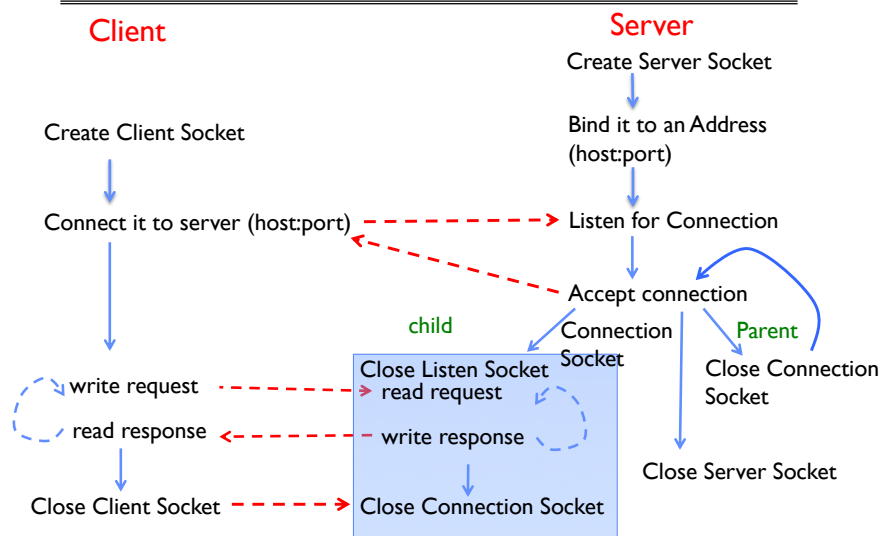 Client
Server
Create Server Socket
Create Client Socket
Bind it to an Address
(host:port)
Connect it to server (host:port)
Listen for Connection
Accept connection
child
Connection
Socket
Parent
Close Listen Socket
Close Connection
Socket
write request
read request
read response
write response
Close Server Socket
Close Client Socket
Close Connection Socket